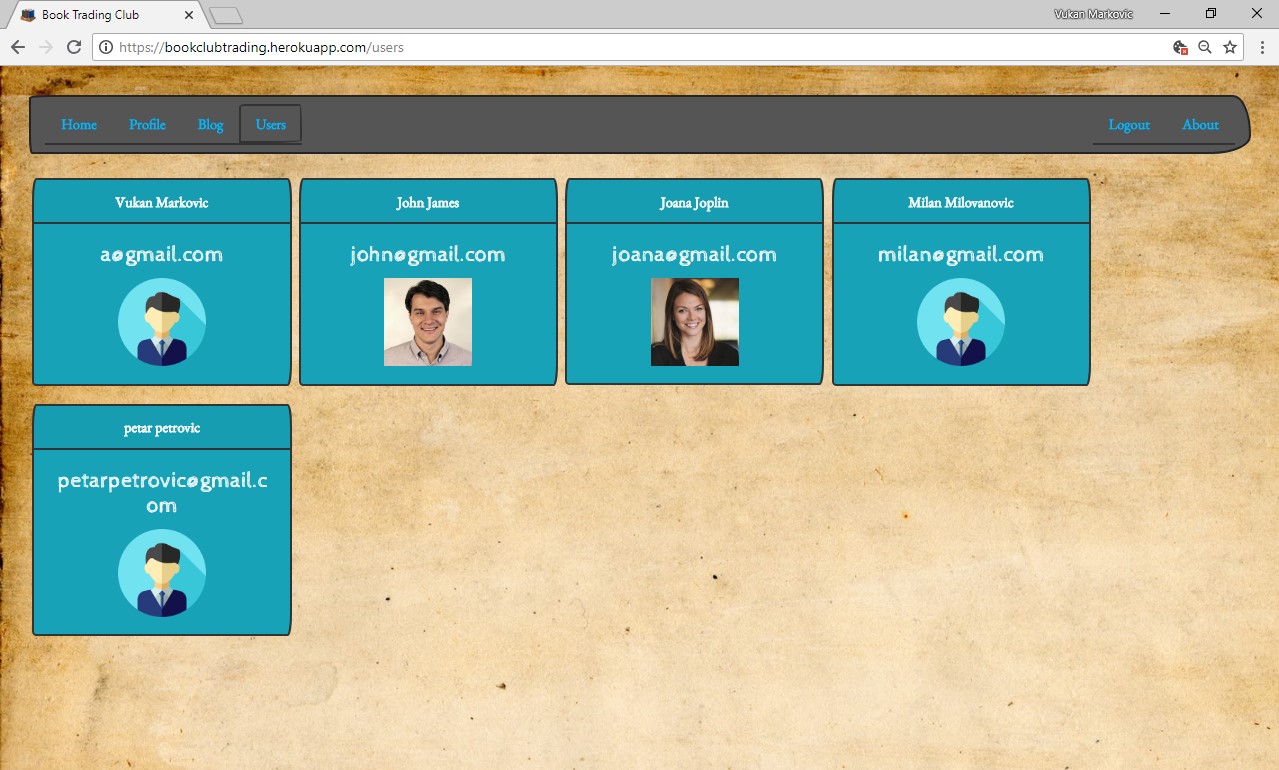 Book Trading Club
Vukan Markovic
https://bookclubtrading.herokuapp.com/users
Home Profile Blog Users Logout About
Vukan Markovic
a@gmail.com
John James
john@gmail.com
Joana Joplin
joana@gmail.com
Milan Milovanovic
milan@gmail.com
petar petrovic
petarpetrovic@gmail.c
om